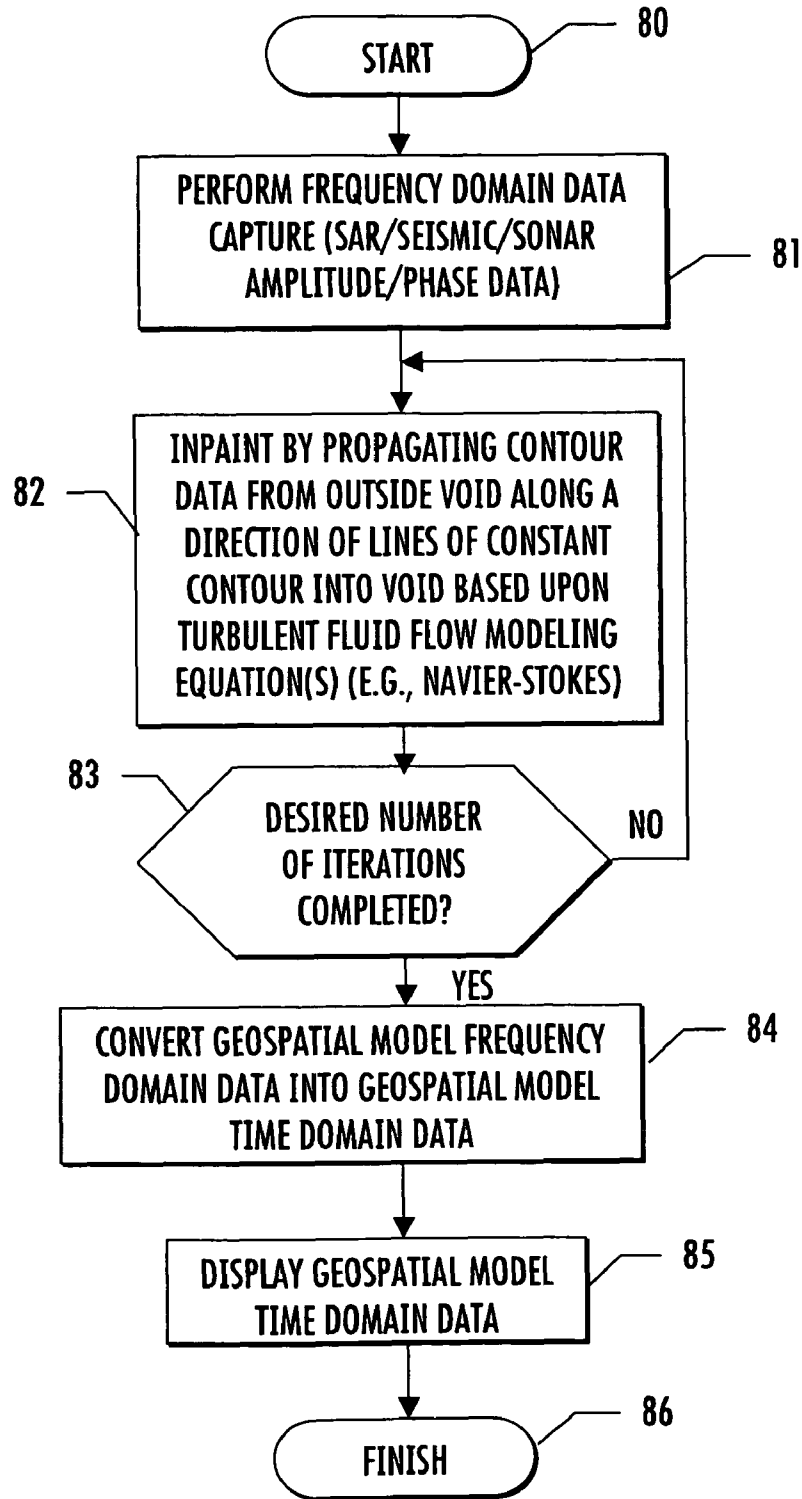 START
80
PERFORM FREQUENCY DOMAIN DATA
CAPTURE (SAR/SEISMIC/SONAR
AMPLITUDE/PHASE DATA)
81
INPAINT BY PROPAGATING CONTOUR
DATA FROM OUTSIDE VOID ALONG A
DIRECTION OF LINES OF CONSTANT
CONTOUR INTO VOID BASED UPON
TURBULENT FLUID FLOW MODELING
EQUATION(S) (E.G., NAVIER-STOKES)
82
83
DESIRED NUMBER
OF ITERATIONS
COMPLETED?
NO
YES
CONVERT GEOSPATIAL MODEL FREQUENCY
DOMAIN DATA INTO GEOSPATIAL MODEL
TIME DOMAIN DATA
84
DISPLAY GEOSPATIAL MODEL
TIME DOMAIN DATA
85
FINISH
86